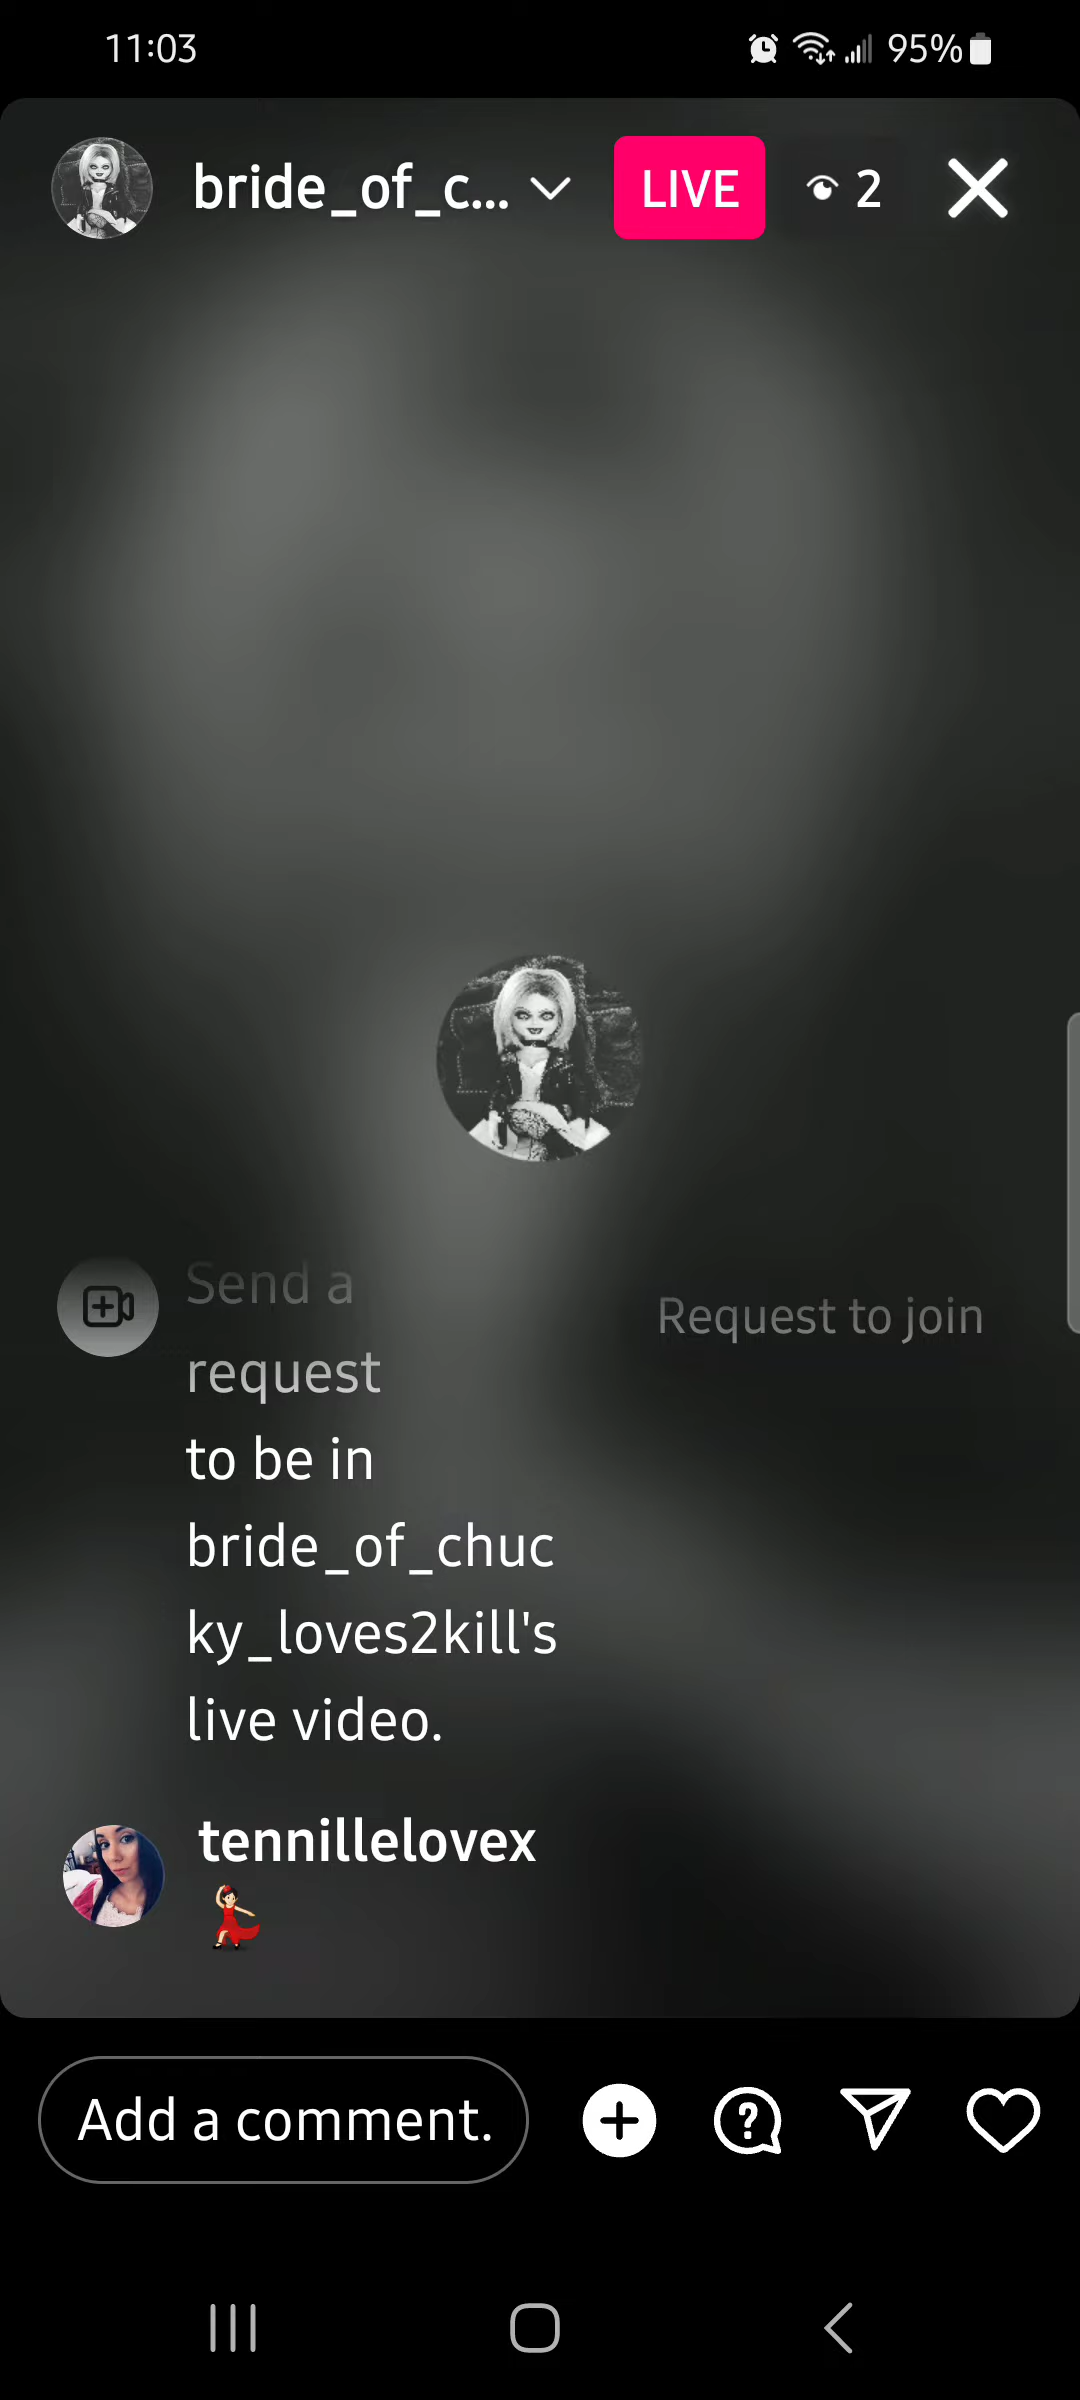 11:03
95%
bride_of_c...
LIVE
2
Send a
request
to be in
bride_of_chuc
ky_loves2kill's
live video.
Request to join
tennillelovex
Add a comment.